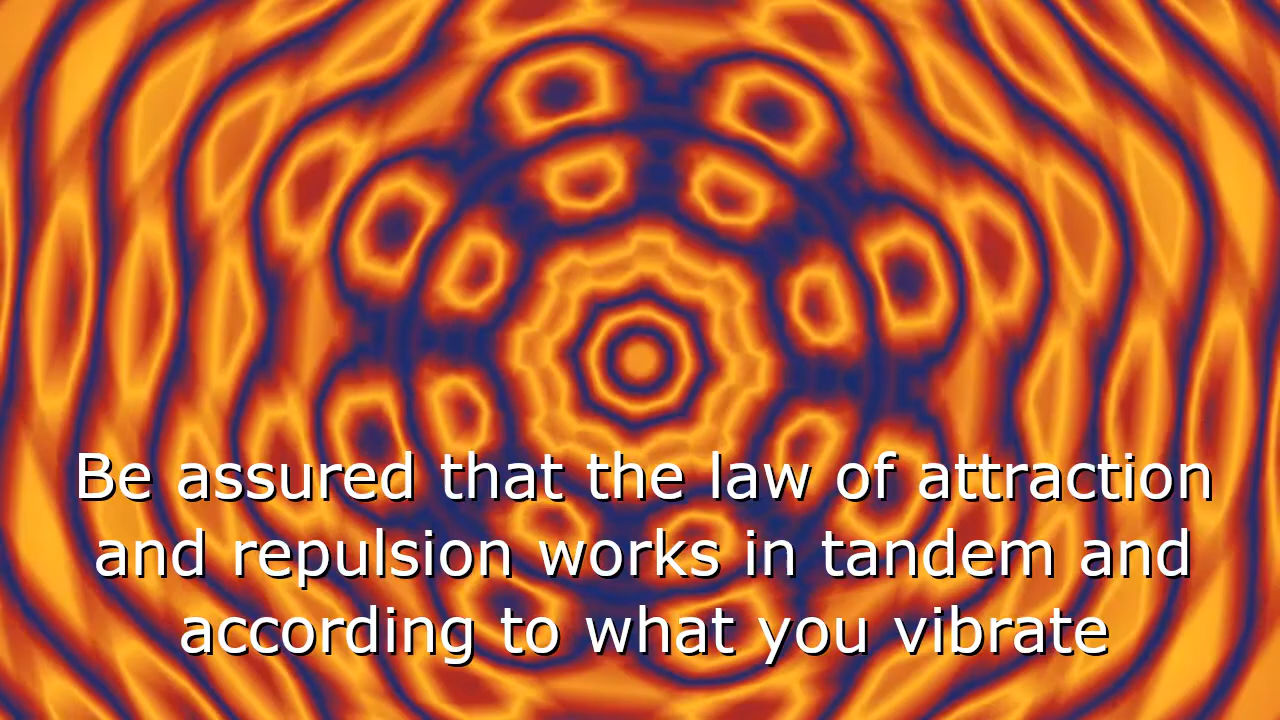 Be assured that the law of attraction
and repulsion works in tandem and
according to what you vibrate